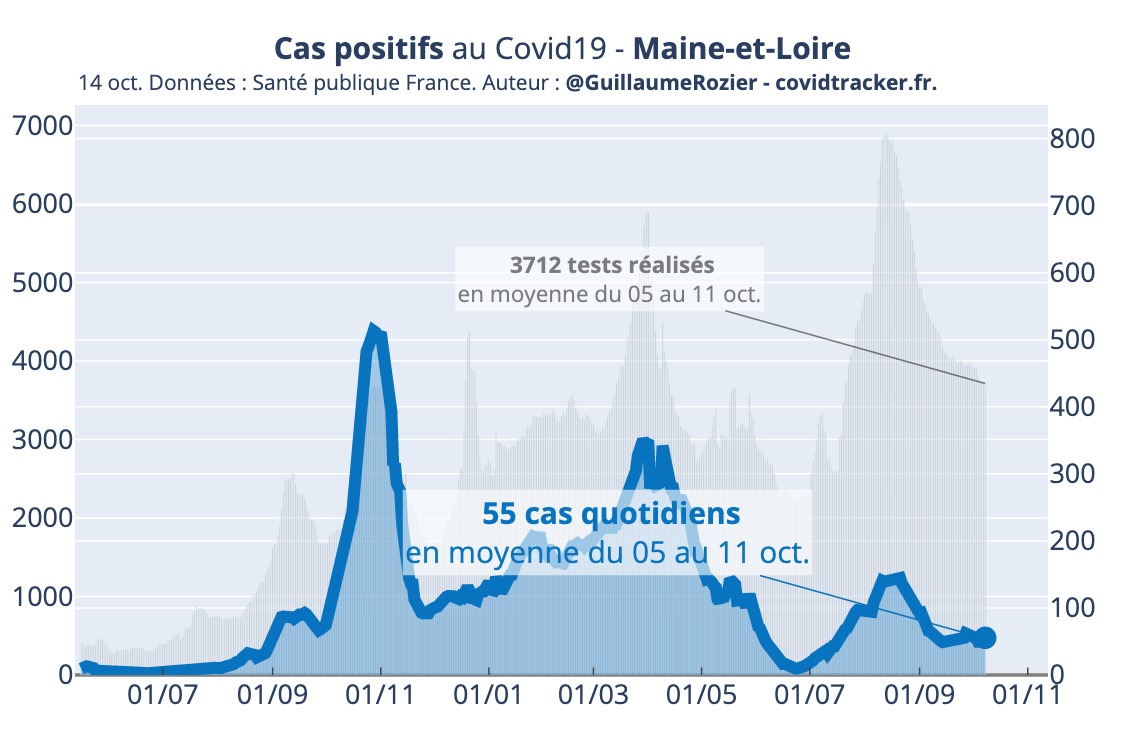 Cas positifs au Covid19 - Maine-et-Loire
14 oct. Données : Santé publique France. Auteur : @GuillaumeRozier - covidtracker.fr.
7000
6000
5000
4000
3000
2000
1000
0
800
700
600
500
400
300
200
100
0
3712 tests réalisés
en moyenne du 05 au 11 oct.
55 cas quotidiens
en moyenne du 05 au 11 oct.
01/07 01/09 01/11 01/01 01/03 01/05 01/07 01/09 01/11